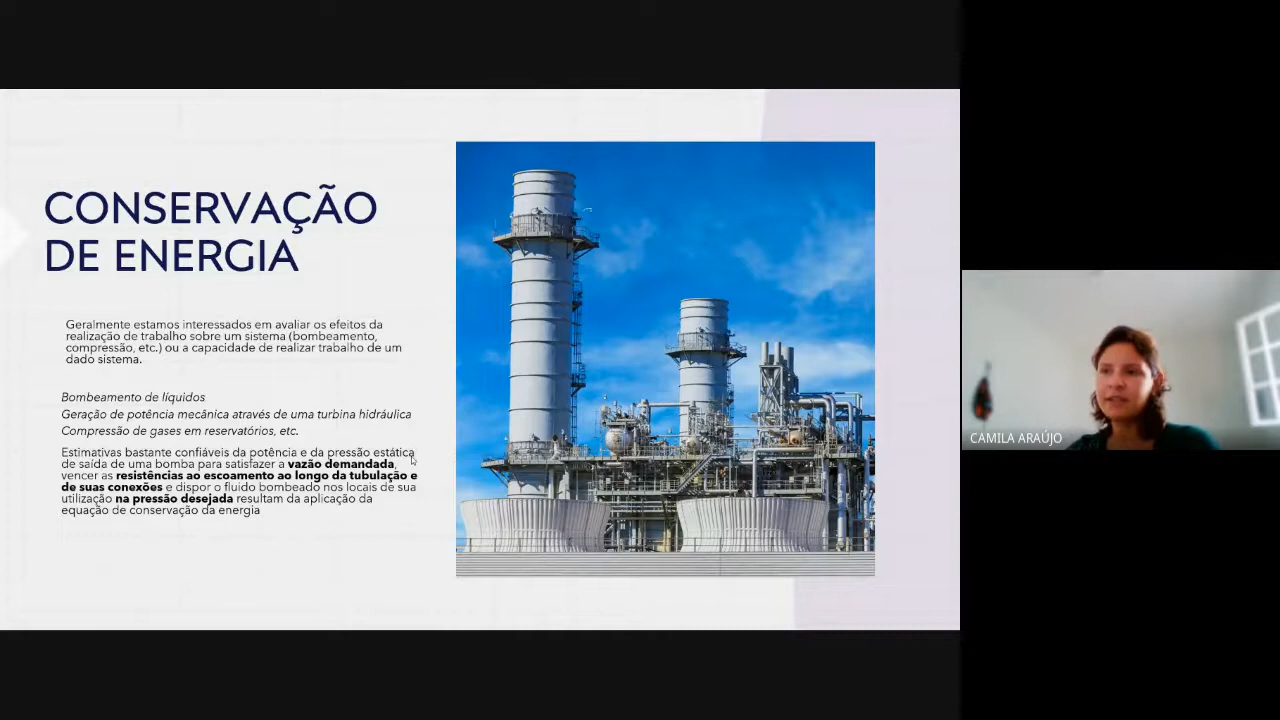 CONSERVAÇÃO
DE ENERGIA
Geralmente estamos interessados em avaliar os efeitos da
realização de trabalho sobre um sistema (bombeamento,
compressão, etc.) ou a capacidade de realizar trabalho de um
dado sistema.
Bombeamento de líquidos
Geração de potência mecânica através de uma turbina hidráulica
Compressão de gases em reservatórios, etc.
Estimativas bastante confiáveis da potência e da pressão estática
de saída de uma bomba para satisfazer a vazão demandada,
vencer as resistências ao escoamento ao longo da tubulação e
de suas conexões e dispor o fluido bombeado nos locais de sua
utilização na pressão desejada resultam da aplicação da
equação de conservação da energia
CAMILA ARAÚJO